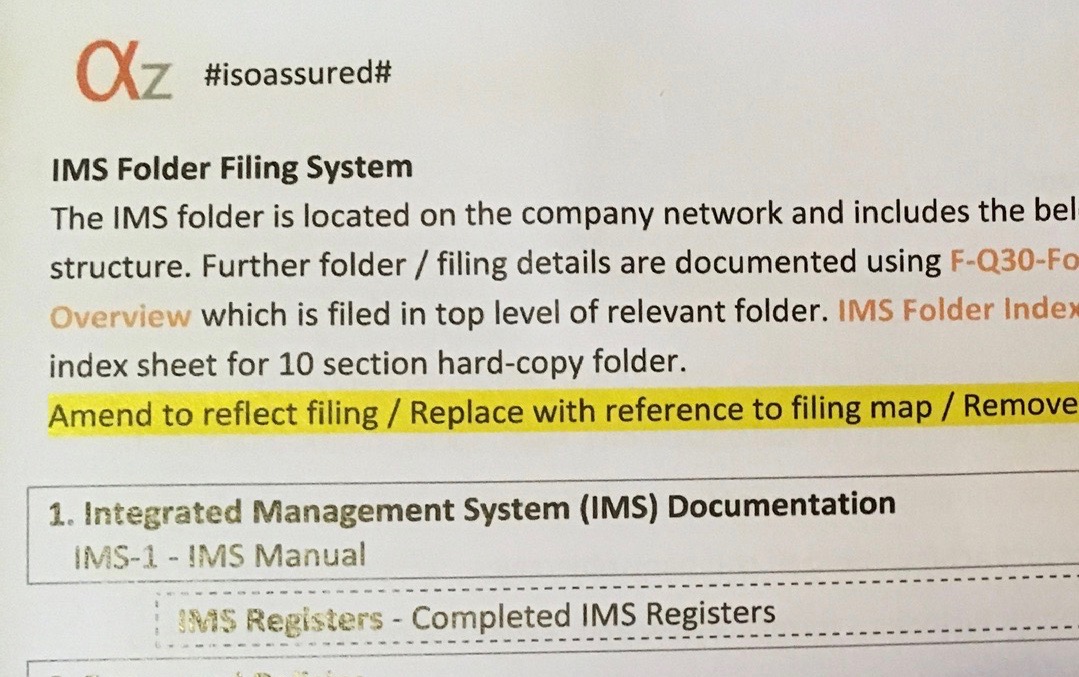 αz #isoassured#
IMS Folder Filing System
The IMS folder is located on the company network and includes the bel
structure. Further folder / filing details are documented using F-Q30-Fo
Overview which is filed in top level of relevant folder. IMS Folder Index
index sheet for 10 section hard-copy folder.
Amend to reflect filing / Replace with reference to filing map / Remove
1. Integrated Management System (IMS) Documentation
IMS-1 - IMS Manual
IMS Registers - Completed IMS Registers